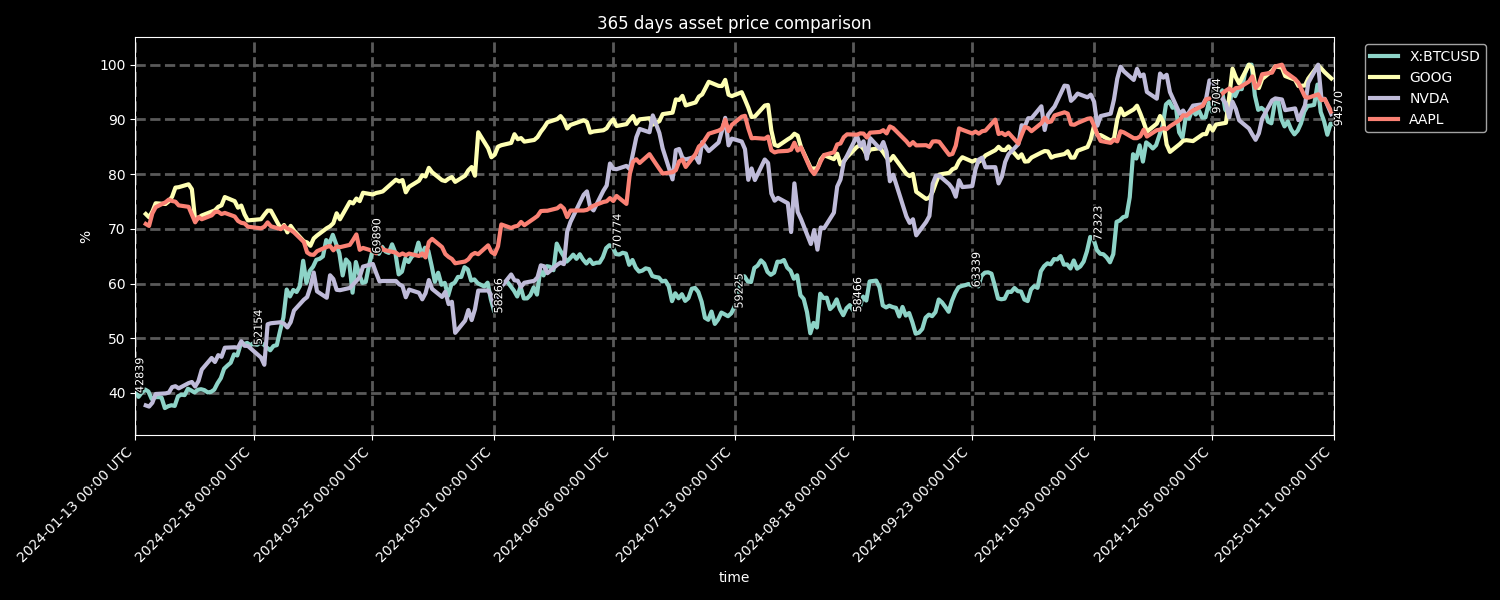 365 days asset price comparison
X:BTCUSD
GOOG
NVDA
AAPL
%
100
90
80
70
60
50
40
42839
52154
69890
58266
70774
59225
58466
63339
72323
97044
94570
2024-01-13 00:00 UTC
2024-02-18 00:00 UTC
2024-03-25 00:00 UTC
2024-05-01 00:00 UTC
2024-06-06 00:00 UTC
2024-07-13 00:00 UTC
2024-08-18 00:00 UTC
2024-09-23 00:00 UTC
2024-10-30 00:00 UTC
2024-12-05 00:00 UTC
2025-01-11 00:00 UTC
time